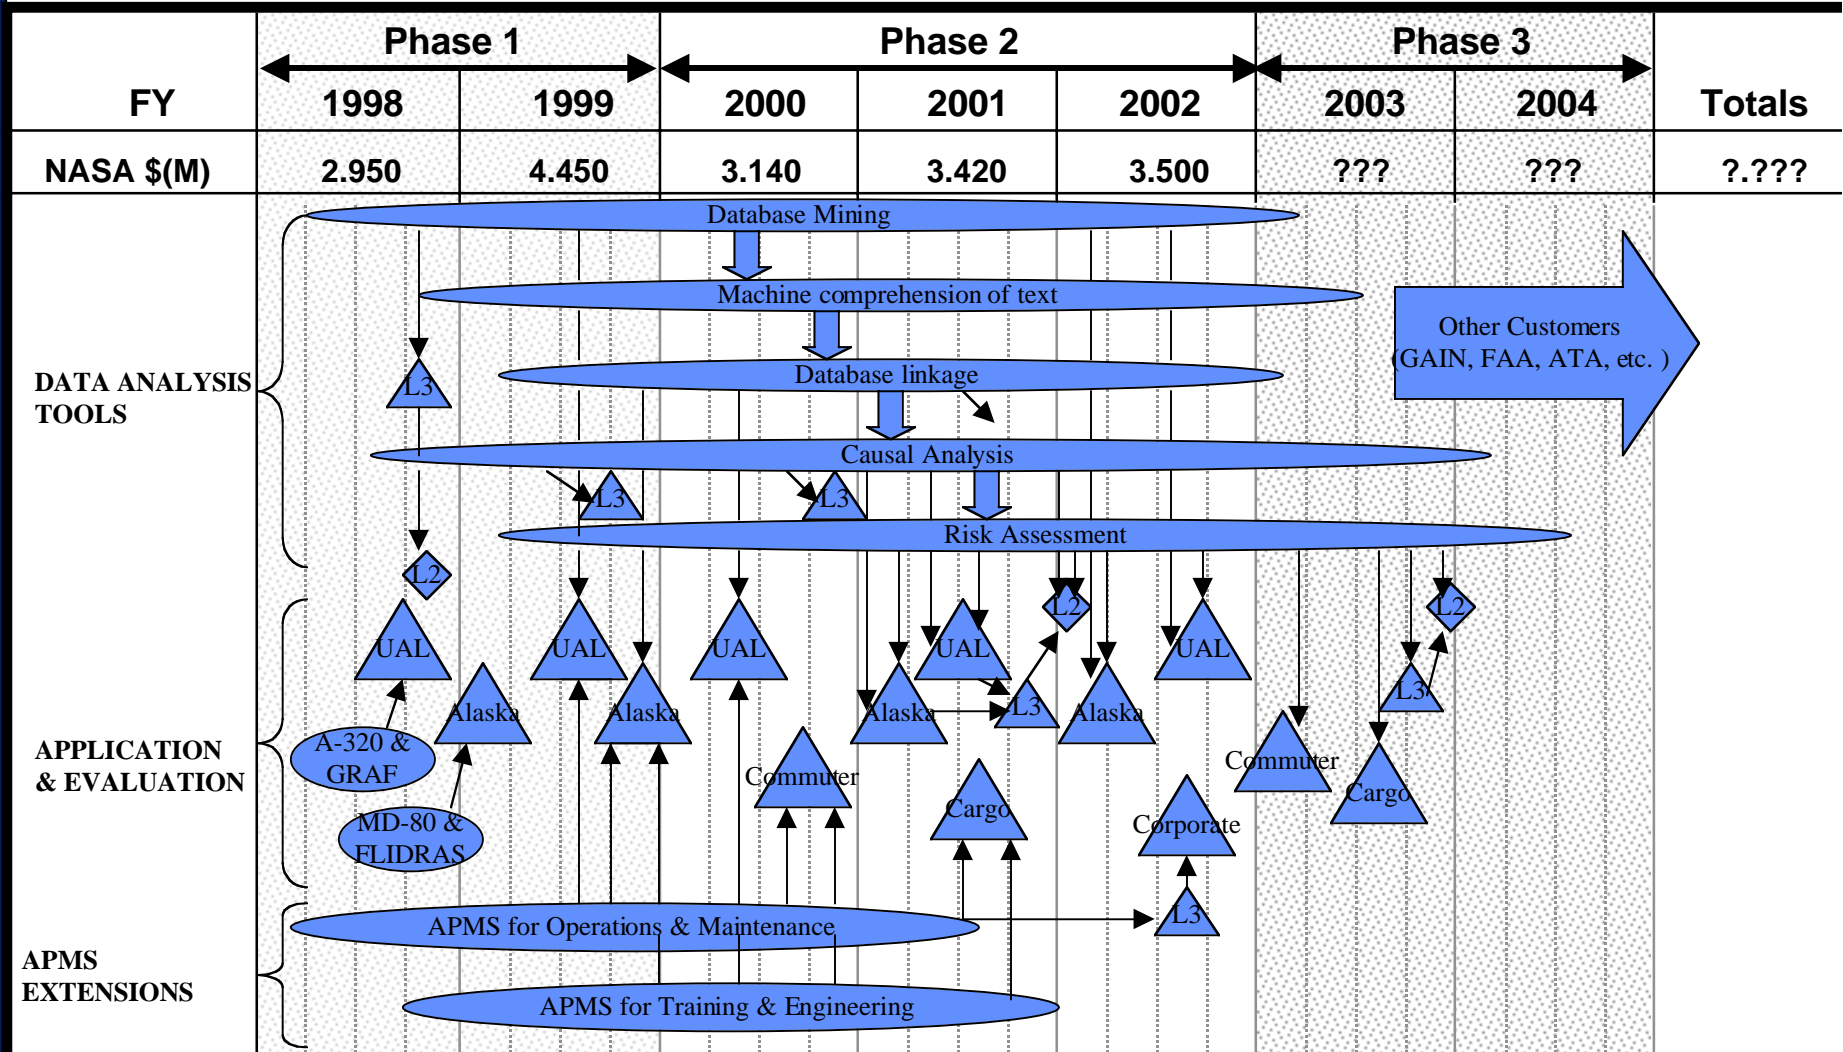 Phase 1 Phase 2 Phase 3
FY 1998 1999 2000 2001 2002 2003 2004 Totals
NASA $(M) 2.950 4.450 3.140 3.420 3.500 ??? ??? ?.???
Database Mining
Machine comprehension of text
Other Customers
(GAIN, FAA, ATA, etc. )
DATA ANALYSIS
TOOLS
L3
Database linkage
Causal Analysis
L3
L3
Risk Assessment
L2
L2
L2
UAL
UAL
UAL
UAL
UAL
Alaska
Alaska
Alaska
L3
Alaska
L3
APPLICATION
& EVALUATION
A-320 &
GRAF
MD-80 &
FLIDRAS
Commuter
Cargo
Corporate
Commuter
Cargo
L3
APMS for Operations & Maintenance
APMS
EXTENSIONS
APMS for Training & Engineering